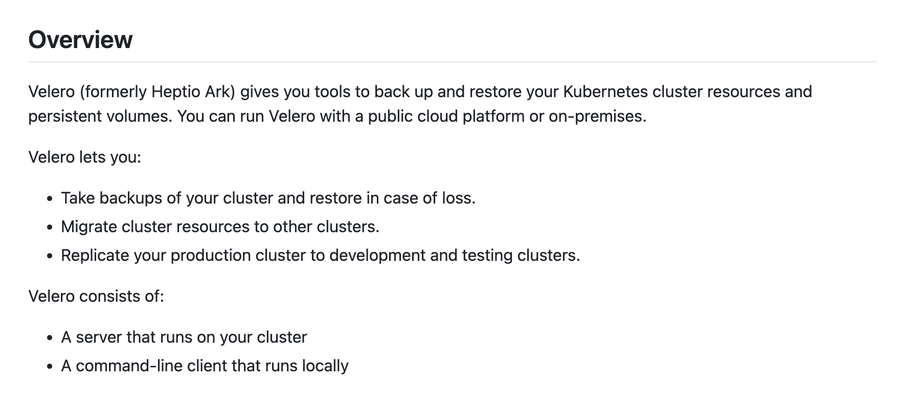 Overview
Velero (formerly Heptio Ark) gives you tools to back up and restore your Kubernetes cluster resources and
persistent volumes. You can run Velero with a public cloud platform or on-premises.
Velero lets you:
• Take backups of your cluster and restore in case of loss.
• Migrate cluster resources to other clusters.
• Replicate your production cluster to development and testing clusters.
Velero consists of:
• A server that runs on your cluster
• A command-line client that runs locally